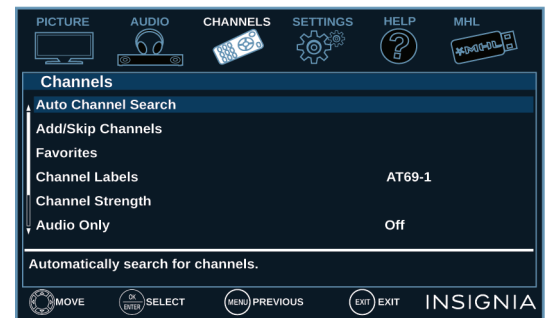 PICTURE AUDIO CHANNELS SETTINGS HELP MHL
MHL
Channels
Auto Channel Search
Add/Skip Channels
Favorites
Channel Labels AT69-1
Channel Strength
Audio Only Off
Automatically search for channels.
MOVE OK ENTER SELECT MENU PREVIOUS EXIT EXIT INSIGNIA